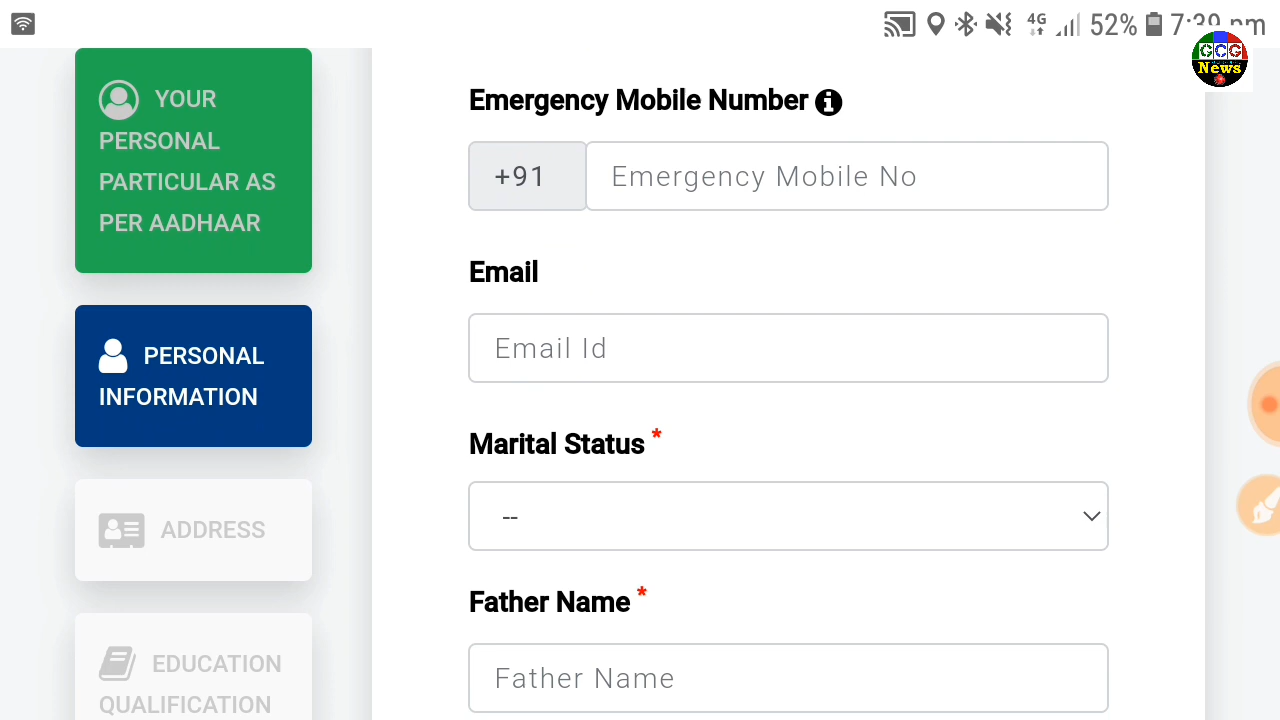 4G 52% 7:39 pm
CCG
News
YOUR
PERSONAL
PARTICULAR AS
PER AADHAAR
PERSONAL
INFORMATION
ADDRESS
EDUCATION
QUALIFICATION
Emergency Mobile Number
+91 Emergency Mobile No
Email
Email Id
Marital Status *
--
Father Name *
Father Name